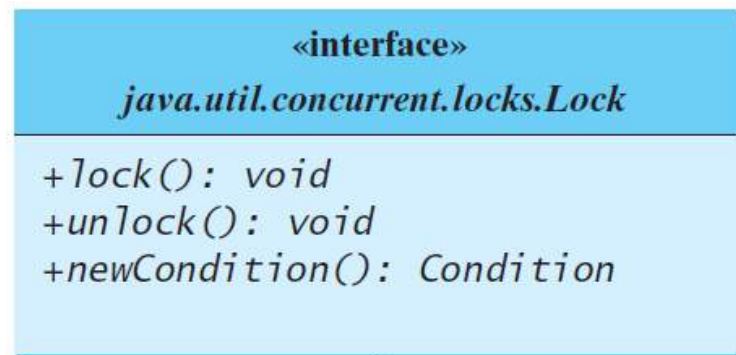 «interface»
java.util.concurrent.locks.Lock
+lock(): void
+unlock(): void
+newCondition(): Condition